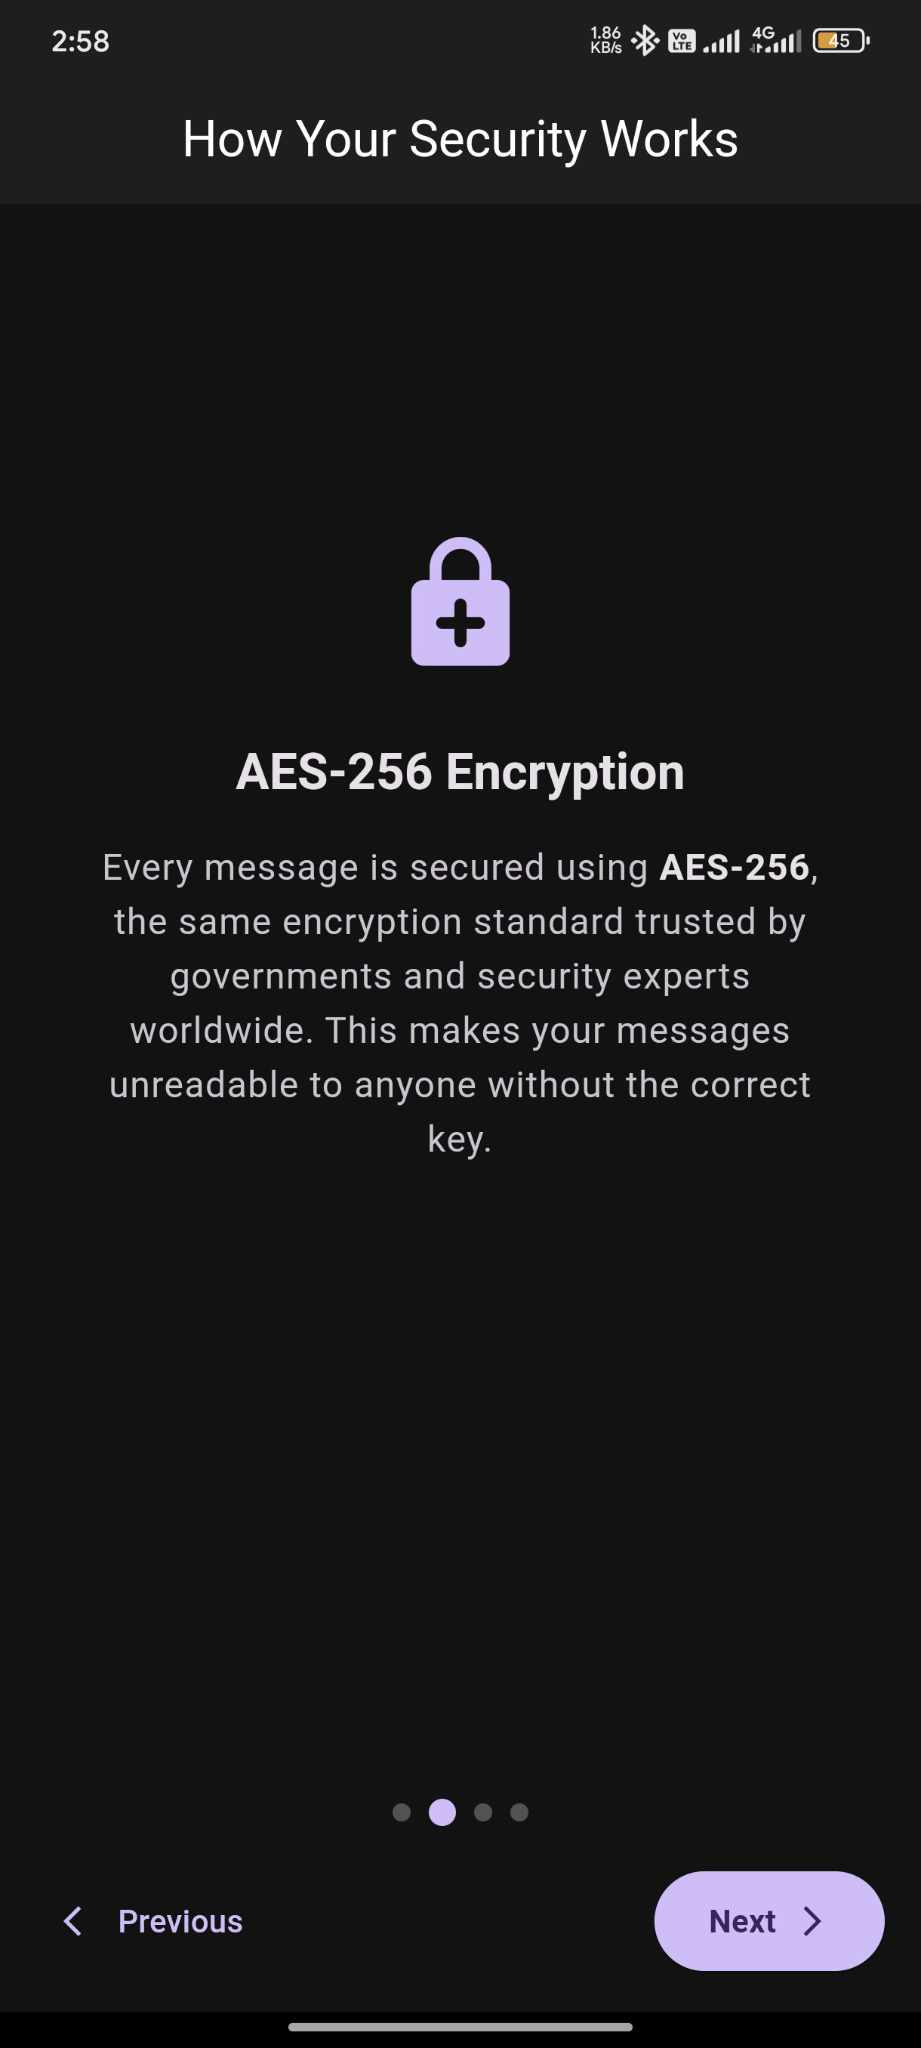 2:58
1.86
KB/s
Vo
LTE
4G
45
How Your Security Works
AES-256 Encryption
Every message is secured using AES-256,
the same encryption standard trusted by
governments and security experts
worldwide. This makes your messages
unreadable to anyone without the correct
key.
Previous
Next